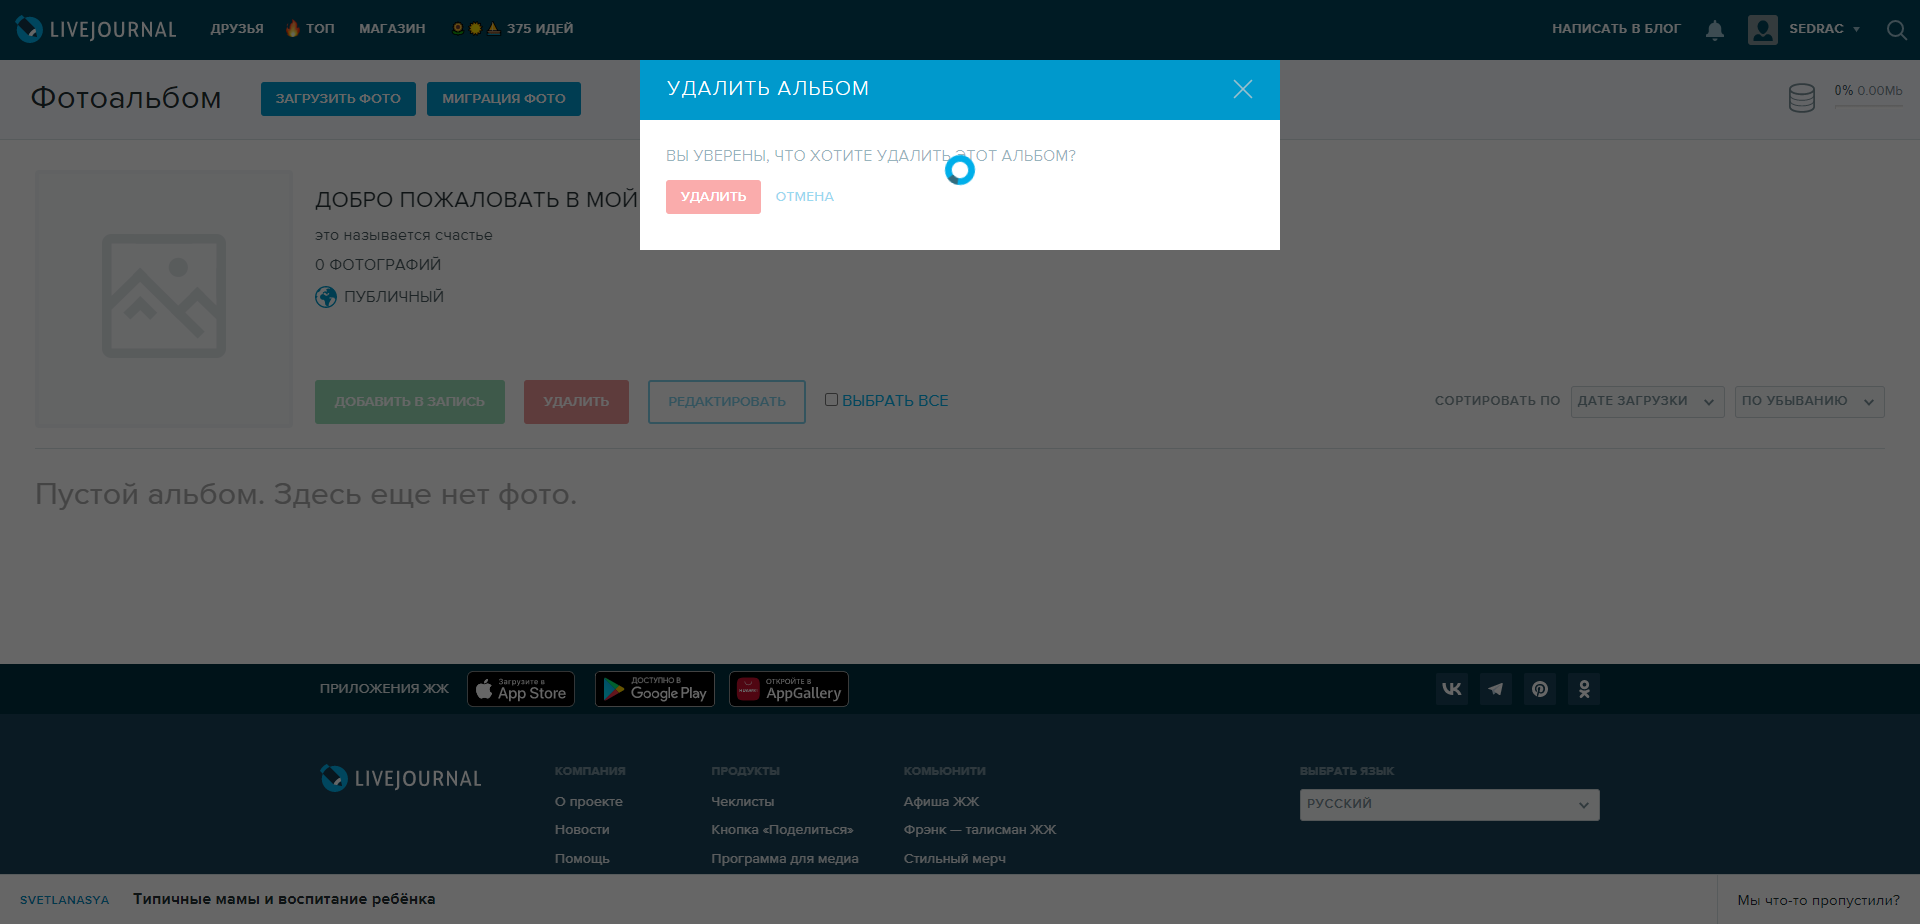 LIVEJOURNAL ДРУЗЬЯ ТОП МАГАЗИН 375 ИДЕЙ НАПИСАТЬ В БЛОГ SEDRAC
Фотоальбом ЗАГРУЗИТЬ ФОТО МИГРАЦИЯ ФОТО 0% 0.00МЬ
УДАЛИТЬ АЛЬБОМ
ВЫ УВЕРЕНЫ, ЧТО ХОТИТЕ УДАЛИТЬ ЭТОТ АЛЬБОМ?
УДАЛИТЬ ОТМЕНА
ДОБРО ПОЖАЛОВАТЬ В МОЙ
это называется счастье
0 ФОТОГРАФИЙ
ПУБЛИЧНЫЙ
ДОБАВИТЬ В ЗАПИСЬ УДАЛИТЬ РЕДАКТИРОВАТЬ ВЫБРАТЬ ВСЕ СОРТИРОВАТЬ ПО ДАТЕ ЗАГРУЗКИ ПО УБЫВАНИЮ
Пустой альбом. Здесь еще нет фото.
ПРИЛОЖЕНИЯ ЖЖ Загрузите в App Store ДОСТУПНО В Google Play ОТКРОЙТЕ В AppGallery
LIVEJOURNAL
КОМПАНИЯ
О проекте
Новости
Помощь
ПРОДУКТЫ
Чеклисты
Кнопка «Поделиться»
Программа для медиа
КОМЬЮНИТИ
Афиша ЖЖ
Фрэнк — талисман ЖЖ
Стильный мерч
ВЫБРАТЬ ЯЗЫК
РУССКИЙ
SVETLANASYA Типичные мамы и воспитание ребёнка Мы что-то пропустили?